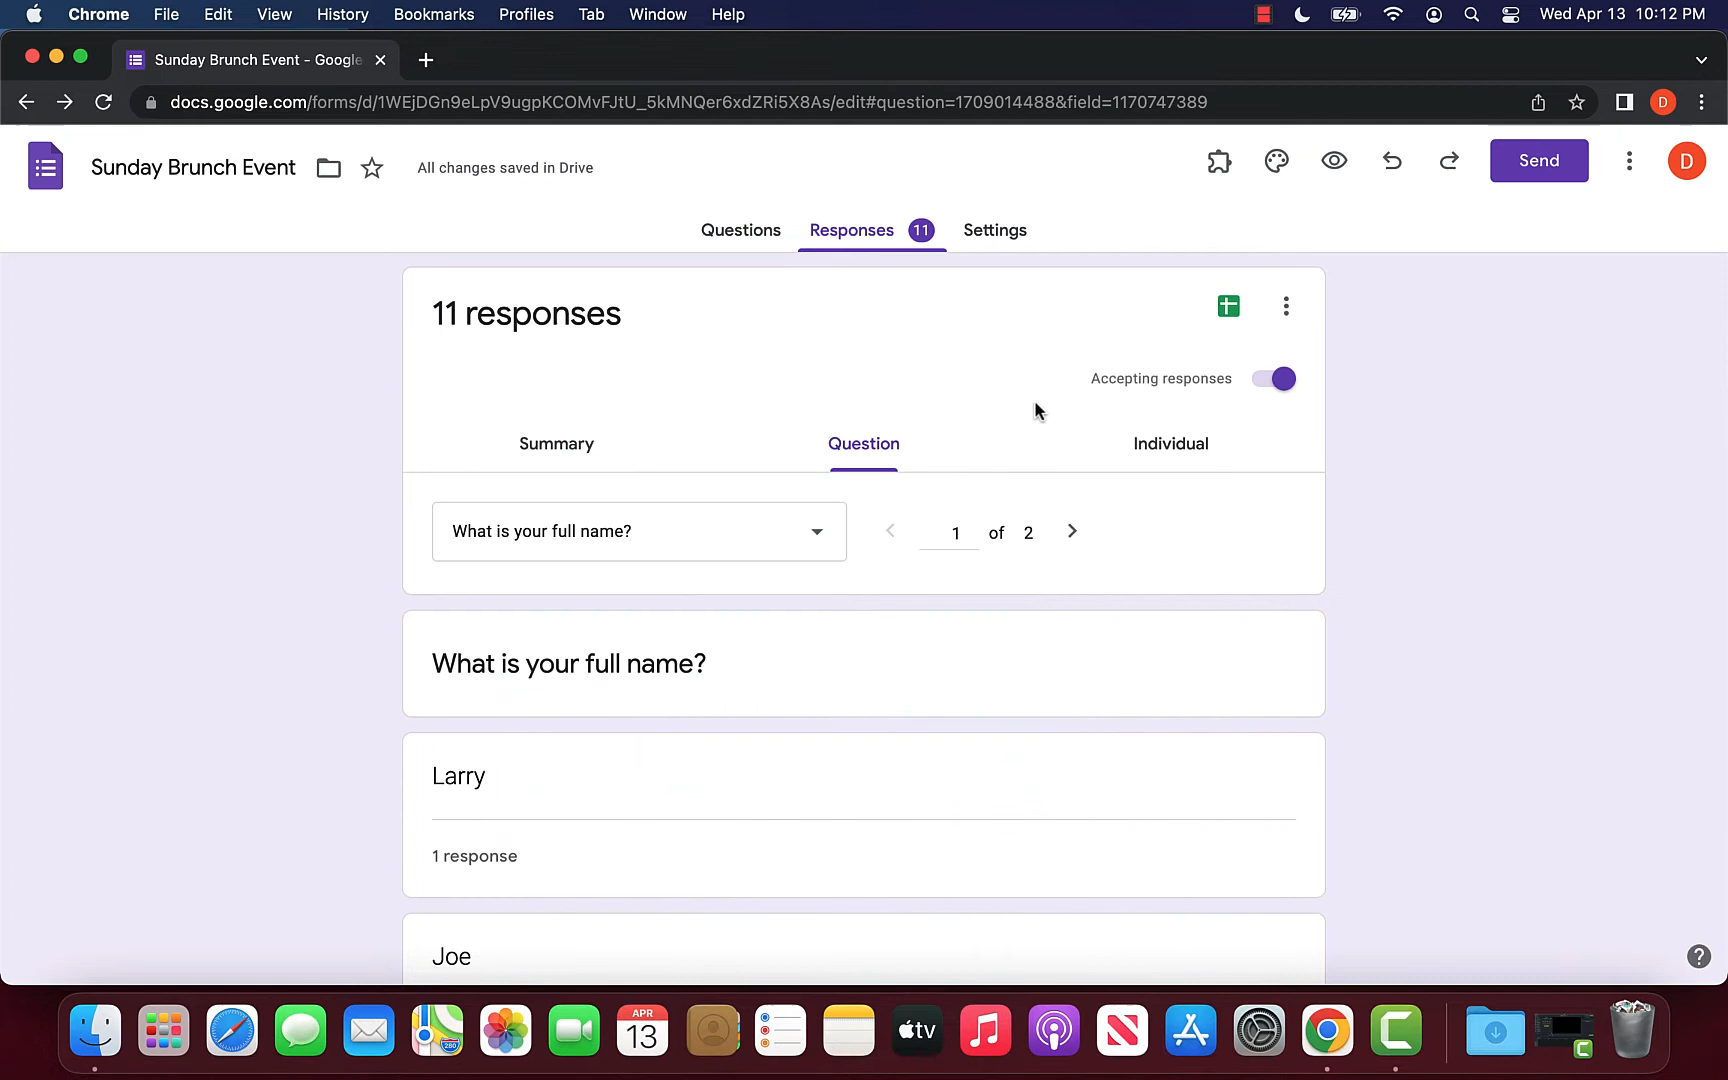 Chrome File Edit View History Bookmarks Profiles Tab Window Help Wed Apr 13 10:12 PM
Sunday Brunch Event - Google
docs.google.com/forms/d/1WEjDGn9eLpV9ugpKCOMvFJtU_5kMNQer6xdZRi5X8As/edit#question=1709014488&field=1170747389 D
Sunday Brunch Event All changes saved in Drive Send D
Questions Responses 11 Settings
11 responses
Accepting responses
Summary Question Individual
What is your full name? 1 of 2
What is your full name?
Larry
1 response
Joe
APR
13
280
tv